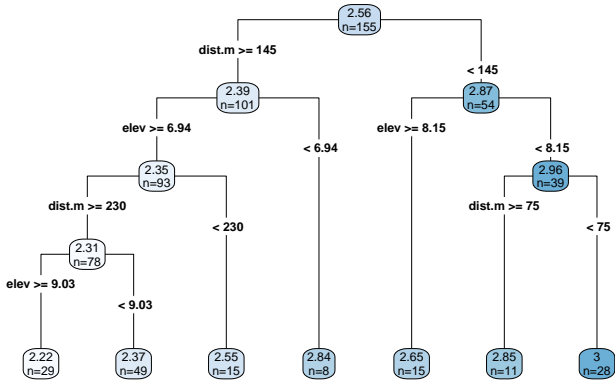 2.56
n=155
dist.m >= 145
< 145
2.39
n=101
2.87
n=54
elev >= 6.94
< 6.94
elev >= 8.15
< 8.15
2.35
n=93
2.96
n=39
dist.m >= 230
< 230
dist.m >= 75
< 75
2.31
n=78
elev >= 9.03
< 9.03
2.22
n=29
2.37
n=49
2.55
n=15
2.84
n=8
2.65
n=15
2.85
n=11
3
n=28